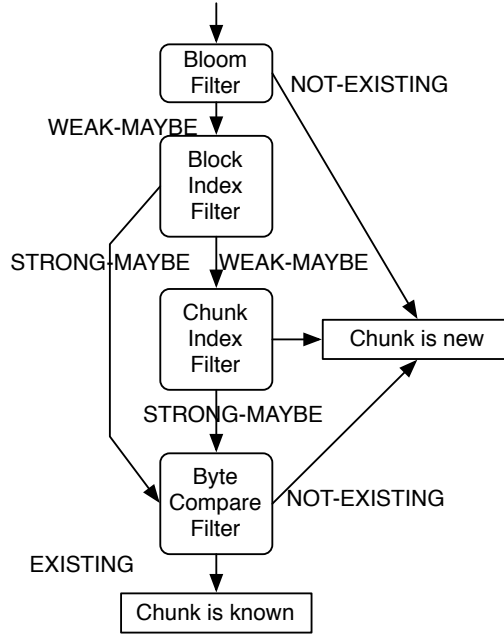 Bloom
Filter
NOT-EXISTING
WEAK-MAYBE
Block
Index
Filter
STRONG-MAYBE
WEAK-MAYBE
Chunk
Index
Filter
Chunk is new
STRONG-MAYBE
Byte
Compare
Filter
NOT-EXISTING
EXISTING
Chunk is known